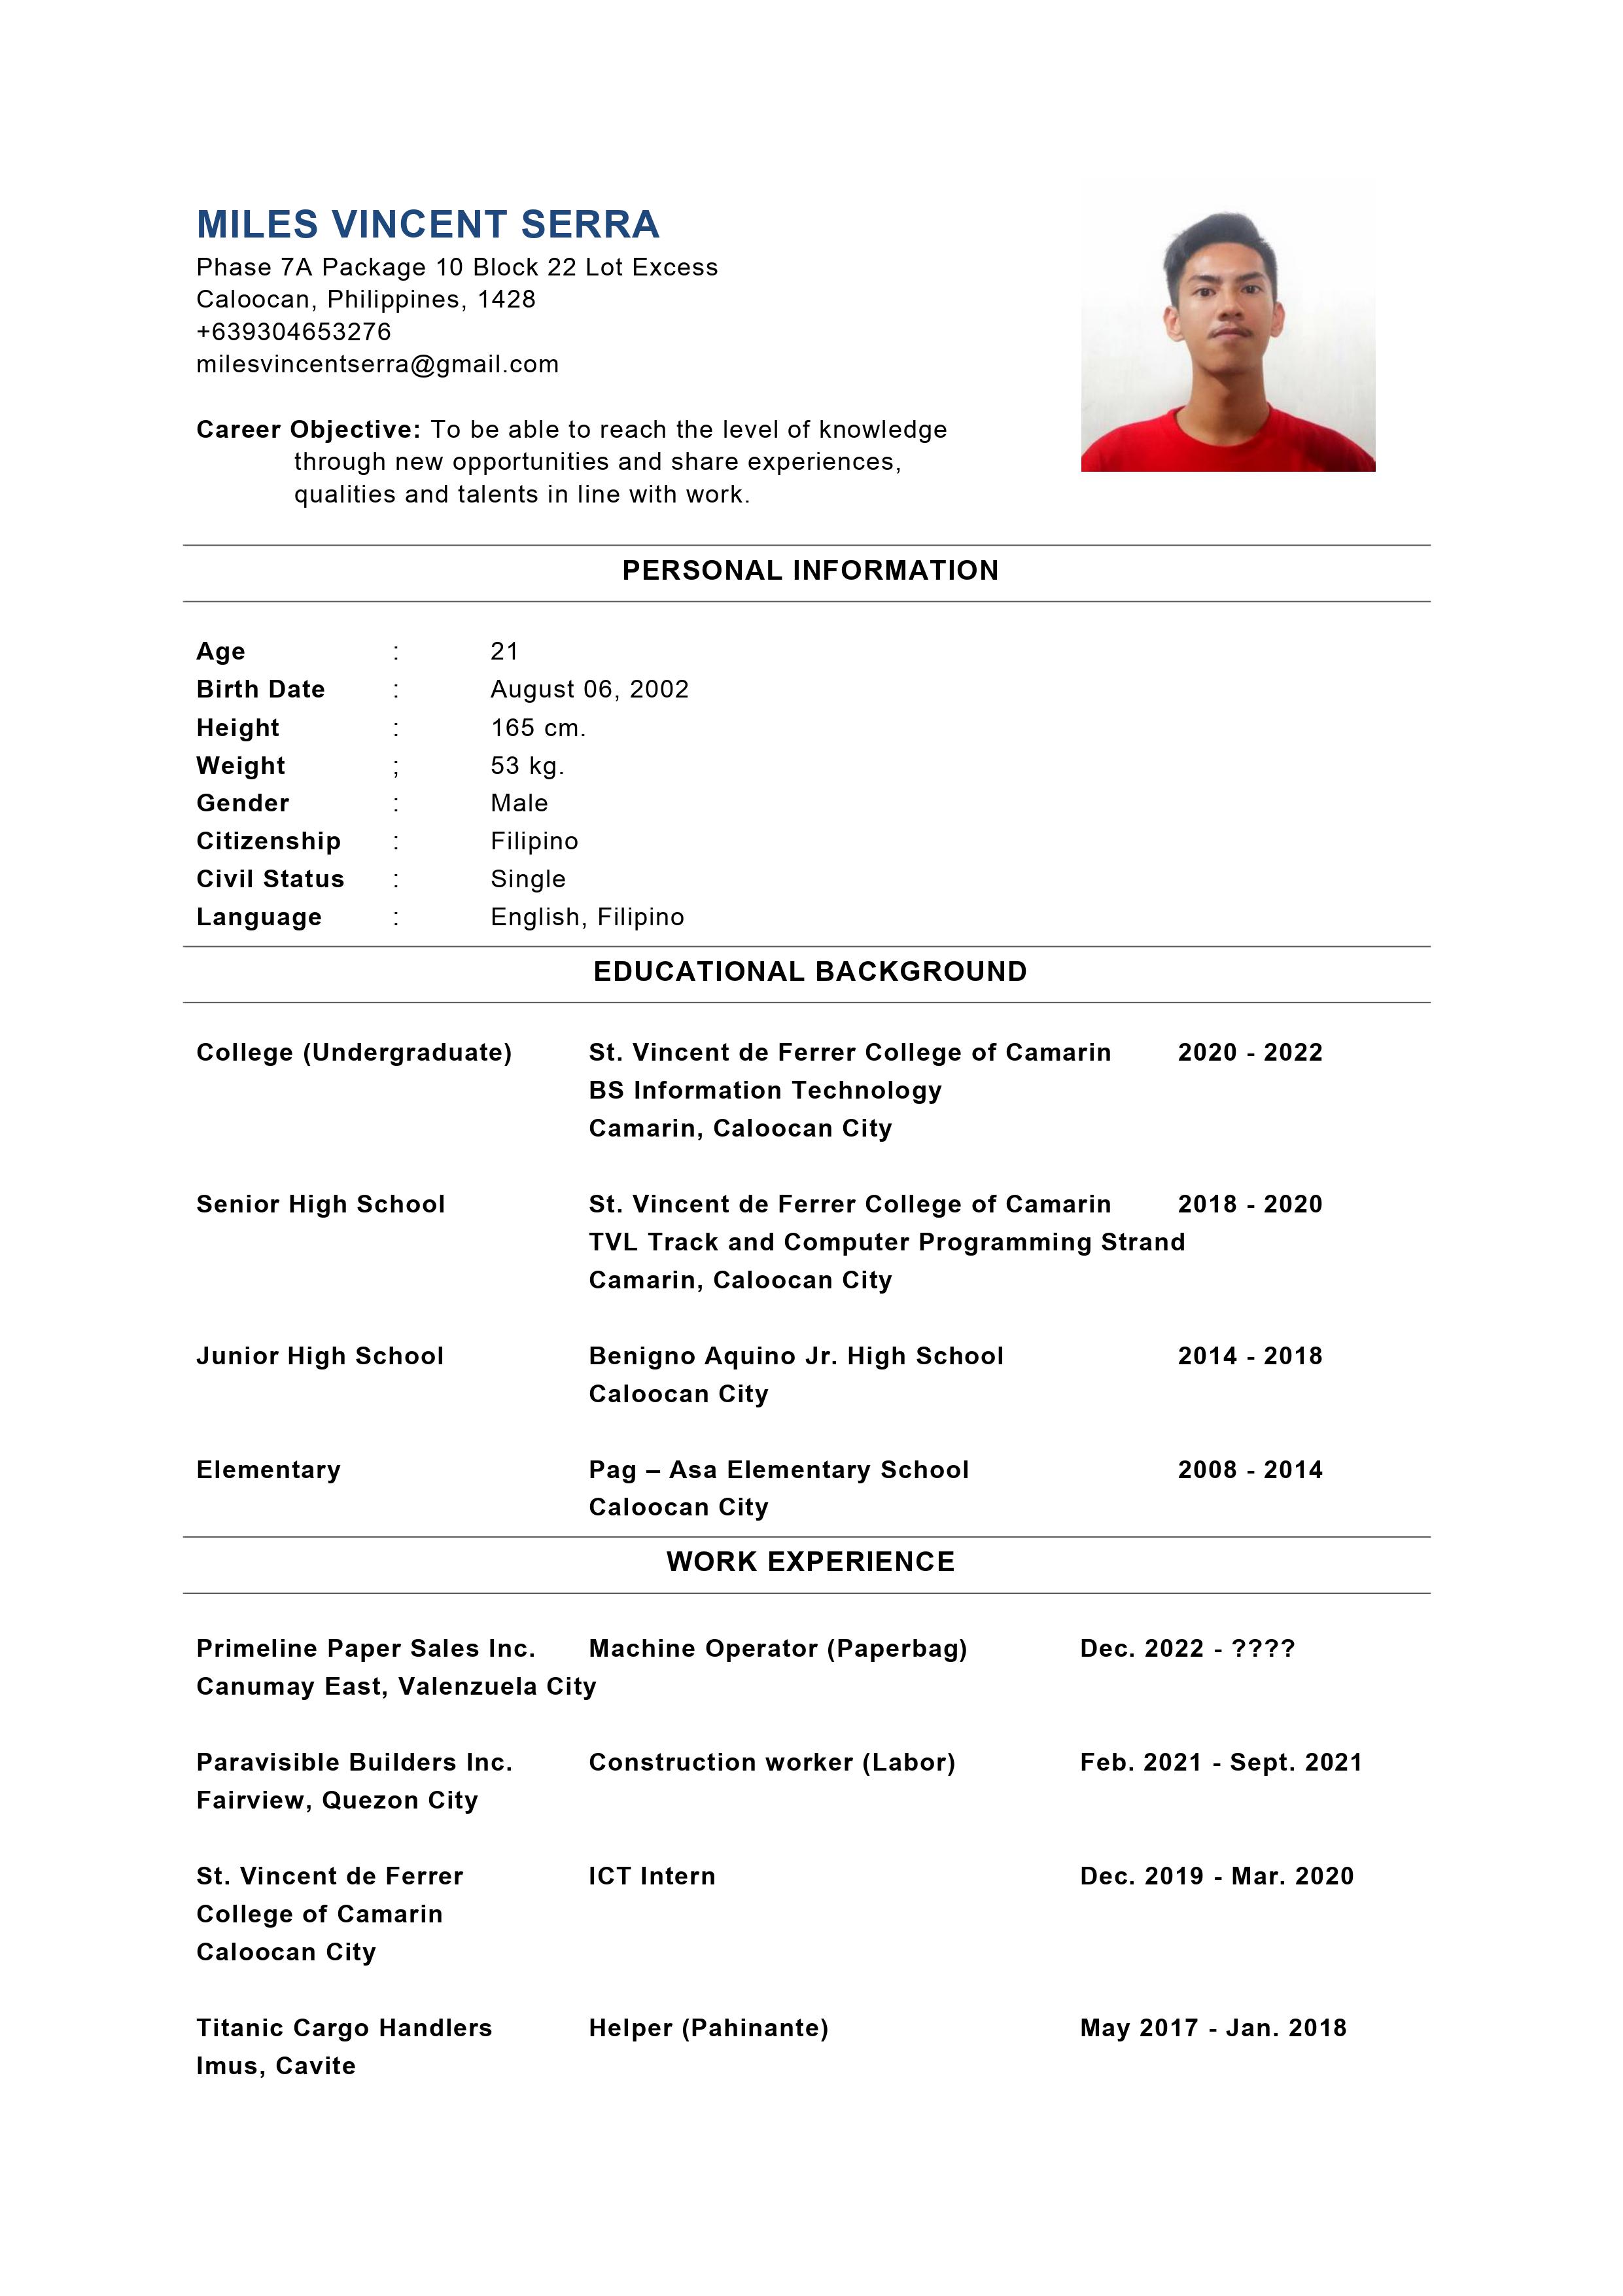 MILES VINCENT SERRA
Phase 7A Package 10 Block 22 Lot Excess
Caloocan, Philippines, 1428
+639304653276
milesvincentserra@gmail.com
Career Objective: To be able to reach the level of knowledge
through new opportunities and share experiences,
qualities and talents in line with work.
PERSONAL INFORMATION
Age : 21
Birth Date : August 06, 2002
Height : 165 cm.
Weight ; 53 kg.
Gender : Male
Citizenship : Filipino
Civil Status : Single
Language : English, Filipino
EDUCATIONAL BACKGROUND
College (Undergraduate) St. Vincent de Ferrer College of Camarin 2020 - 2022
BS Information Technology
Camarin, Caloocan City
Senior High School St. Vincent de Ferrer College of Camarin 2018 - 2020
TVL Track and Computer Programming Strand
Camarin, Caloocan City
Junior High School Benigno Aquino Jr. High School 2014 - 2018
Caloocan City
Elementary Pag – Asa Elementary School 2008 - 2014
Caloocan City
WORK EXPERIENCE
Primeline Paper Sales Inc. Machine Operator (Paperbag) Dec. 2022 - ????
Canumay East, Valenzuela City
Paravisible Builders Inc. Construction worker (Labor) Feb. 2021 - Sept. 2021
Fairview, Quezon City
St. Vincent de Ferrer ICT Intern Dec. 2019 - Mar. 2020
College of Camarin
Caloocan City
Titanic Cargo Handlers Helper (Pahinante) May 2017 - Jan. 2018
Imus, Cavite